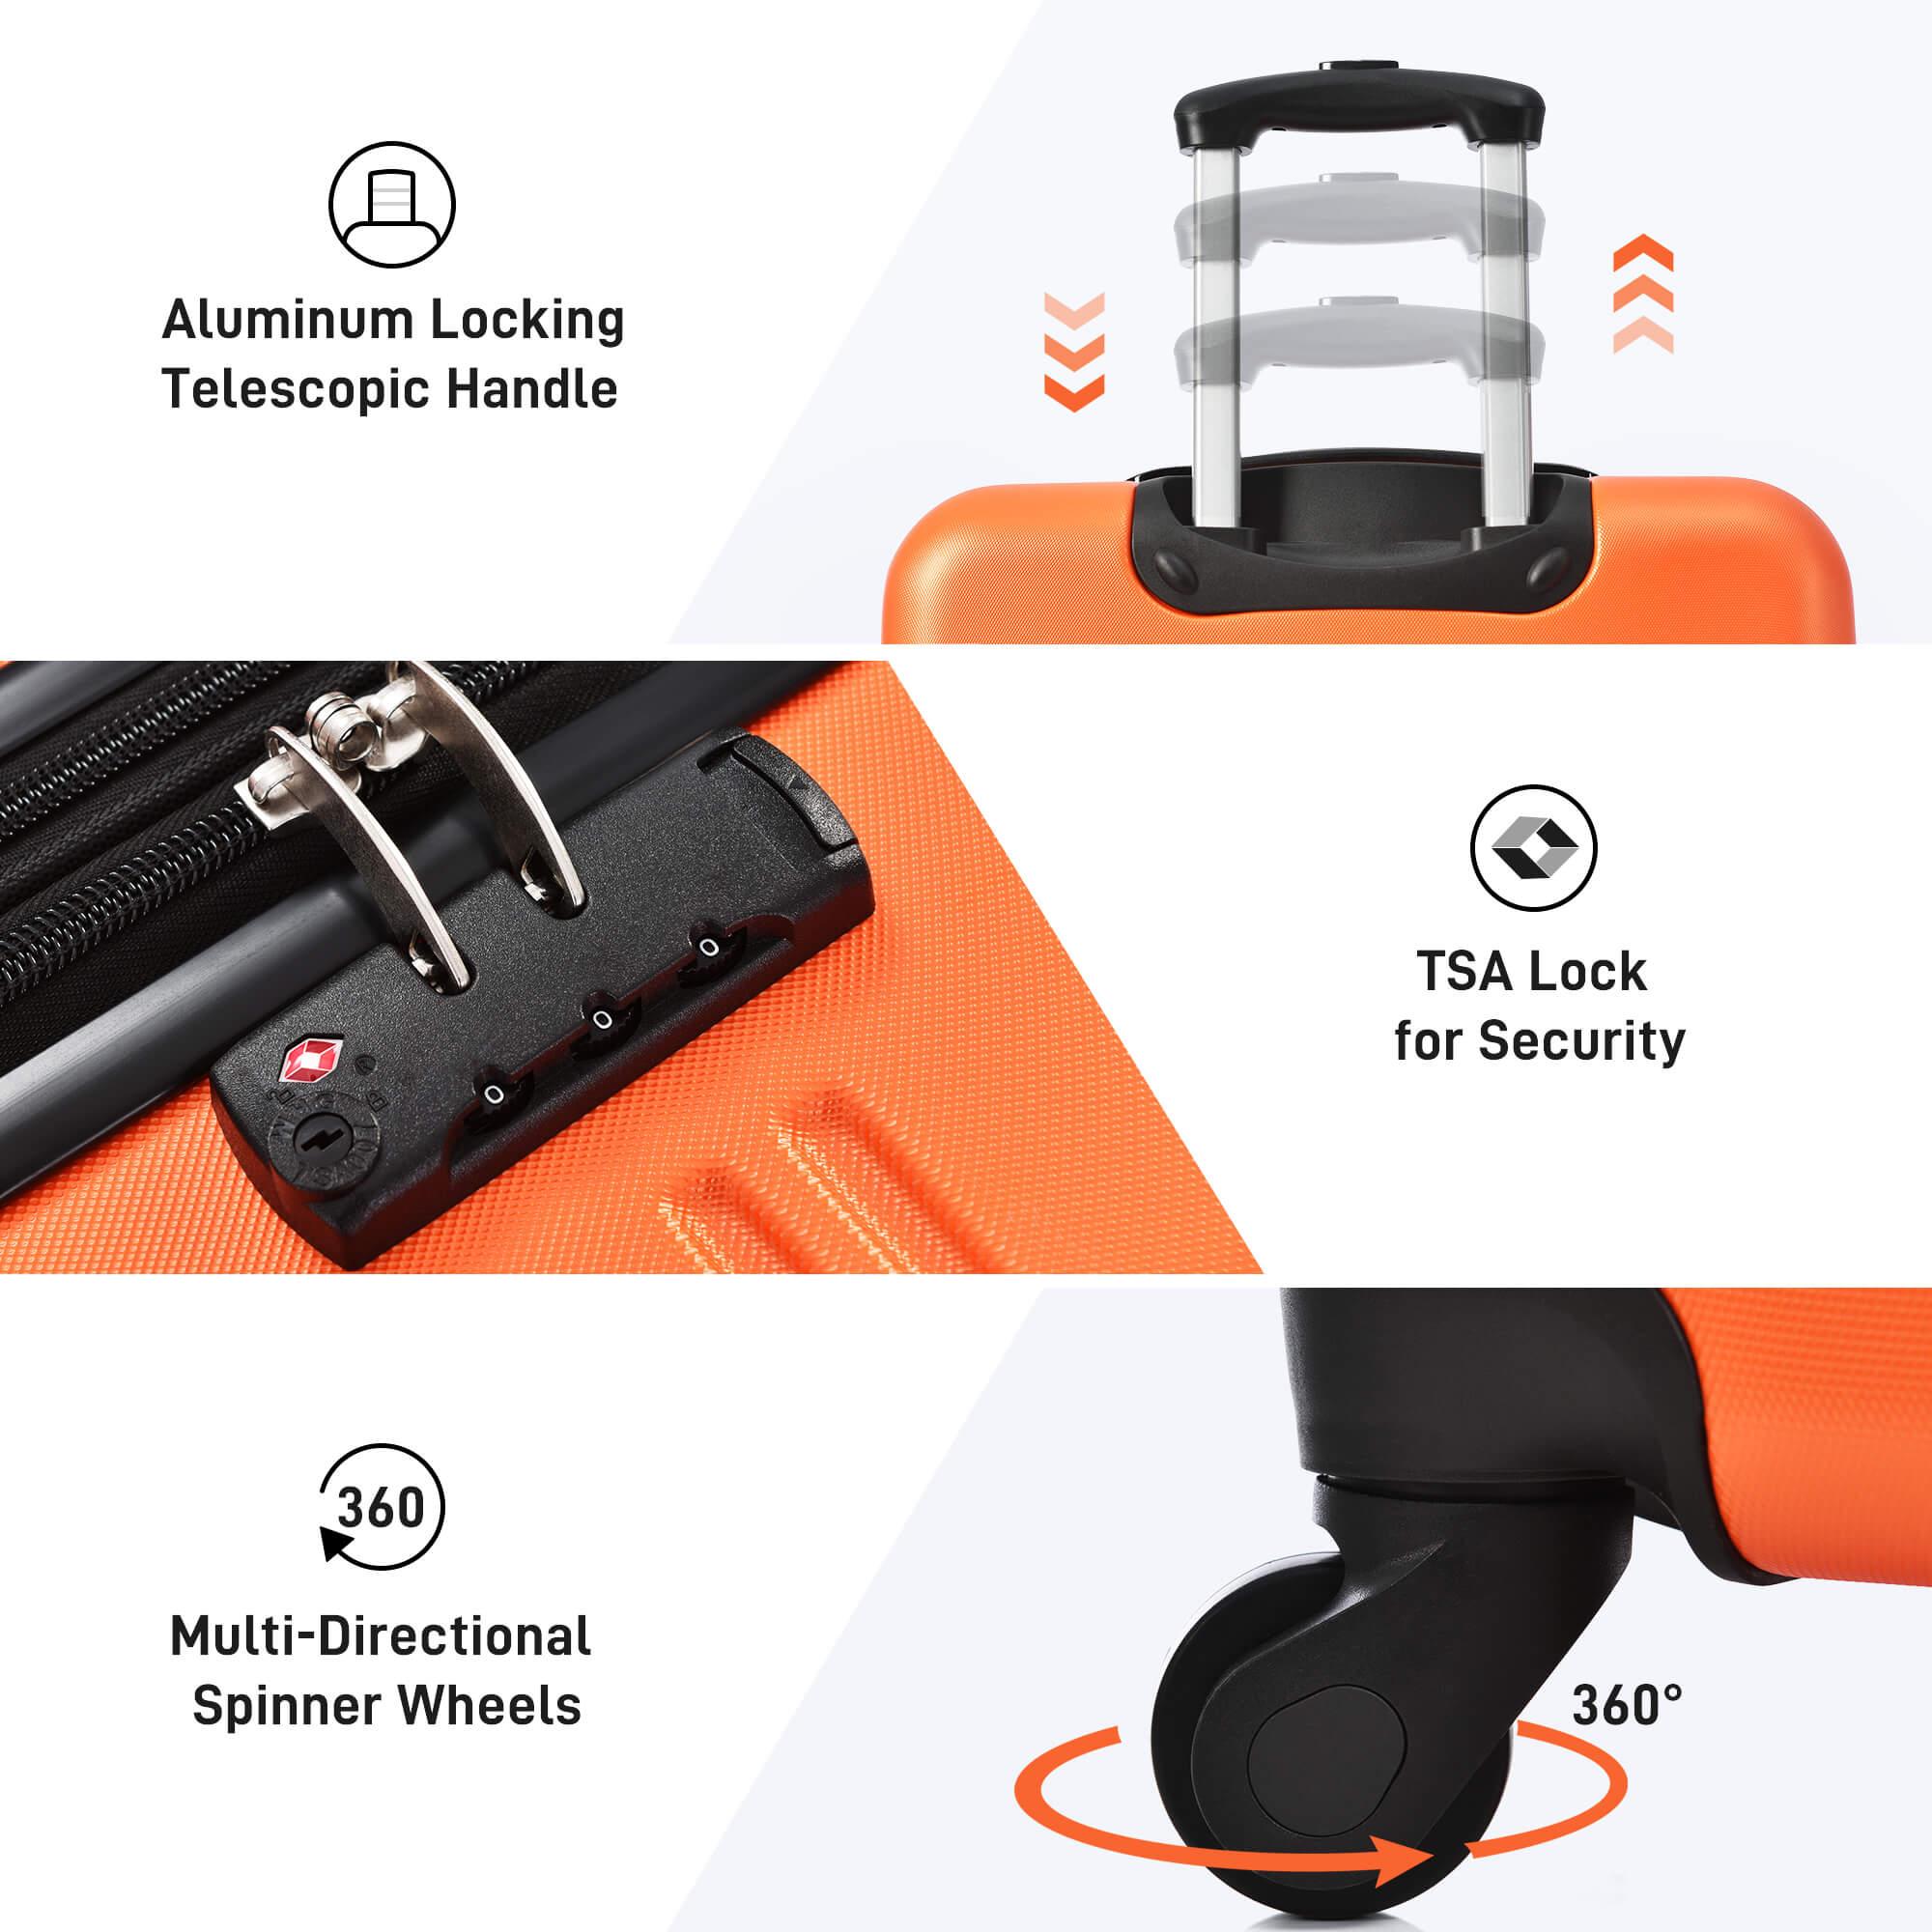 Aluminum Locking
Telescopic Handle
0
0
0
TSA Lock
for Security
360
Multi-Directional
Spinner Wheels
360°